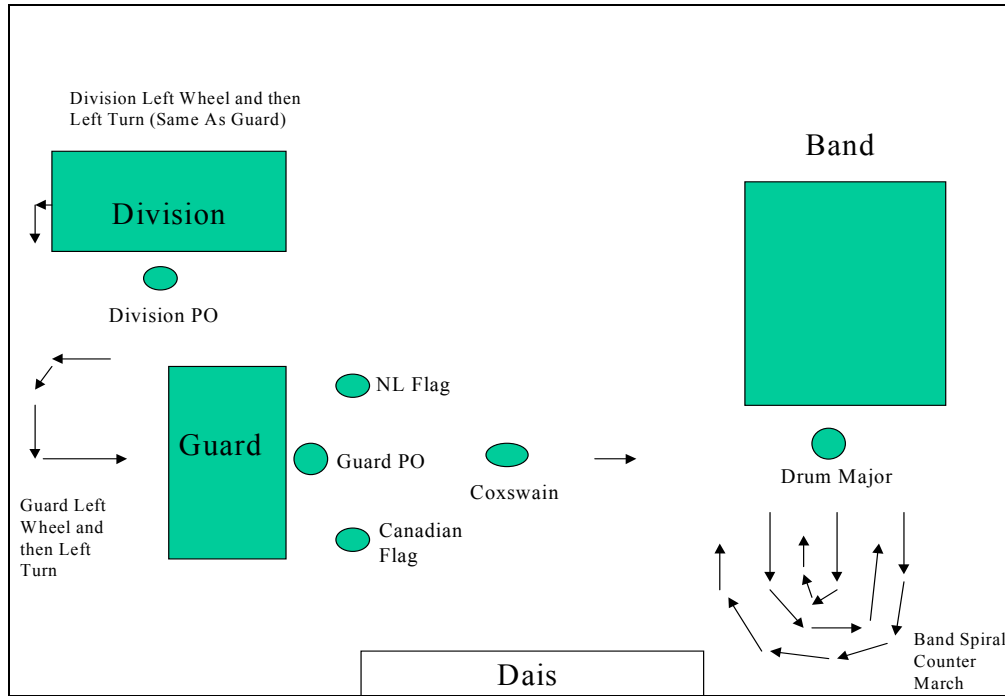 Division Left Wheel and then
Left Turn (Same As Guard)
Band
Division
Division PO
NL Flag
Guard
Guard PO
Coxswain
Drum Major
Guard Left
Wheel and
then Left
Turn
Canadian
Flag
Band Spiral
Counter
March
Dais